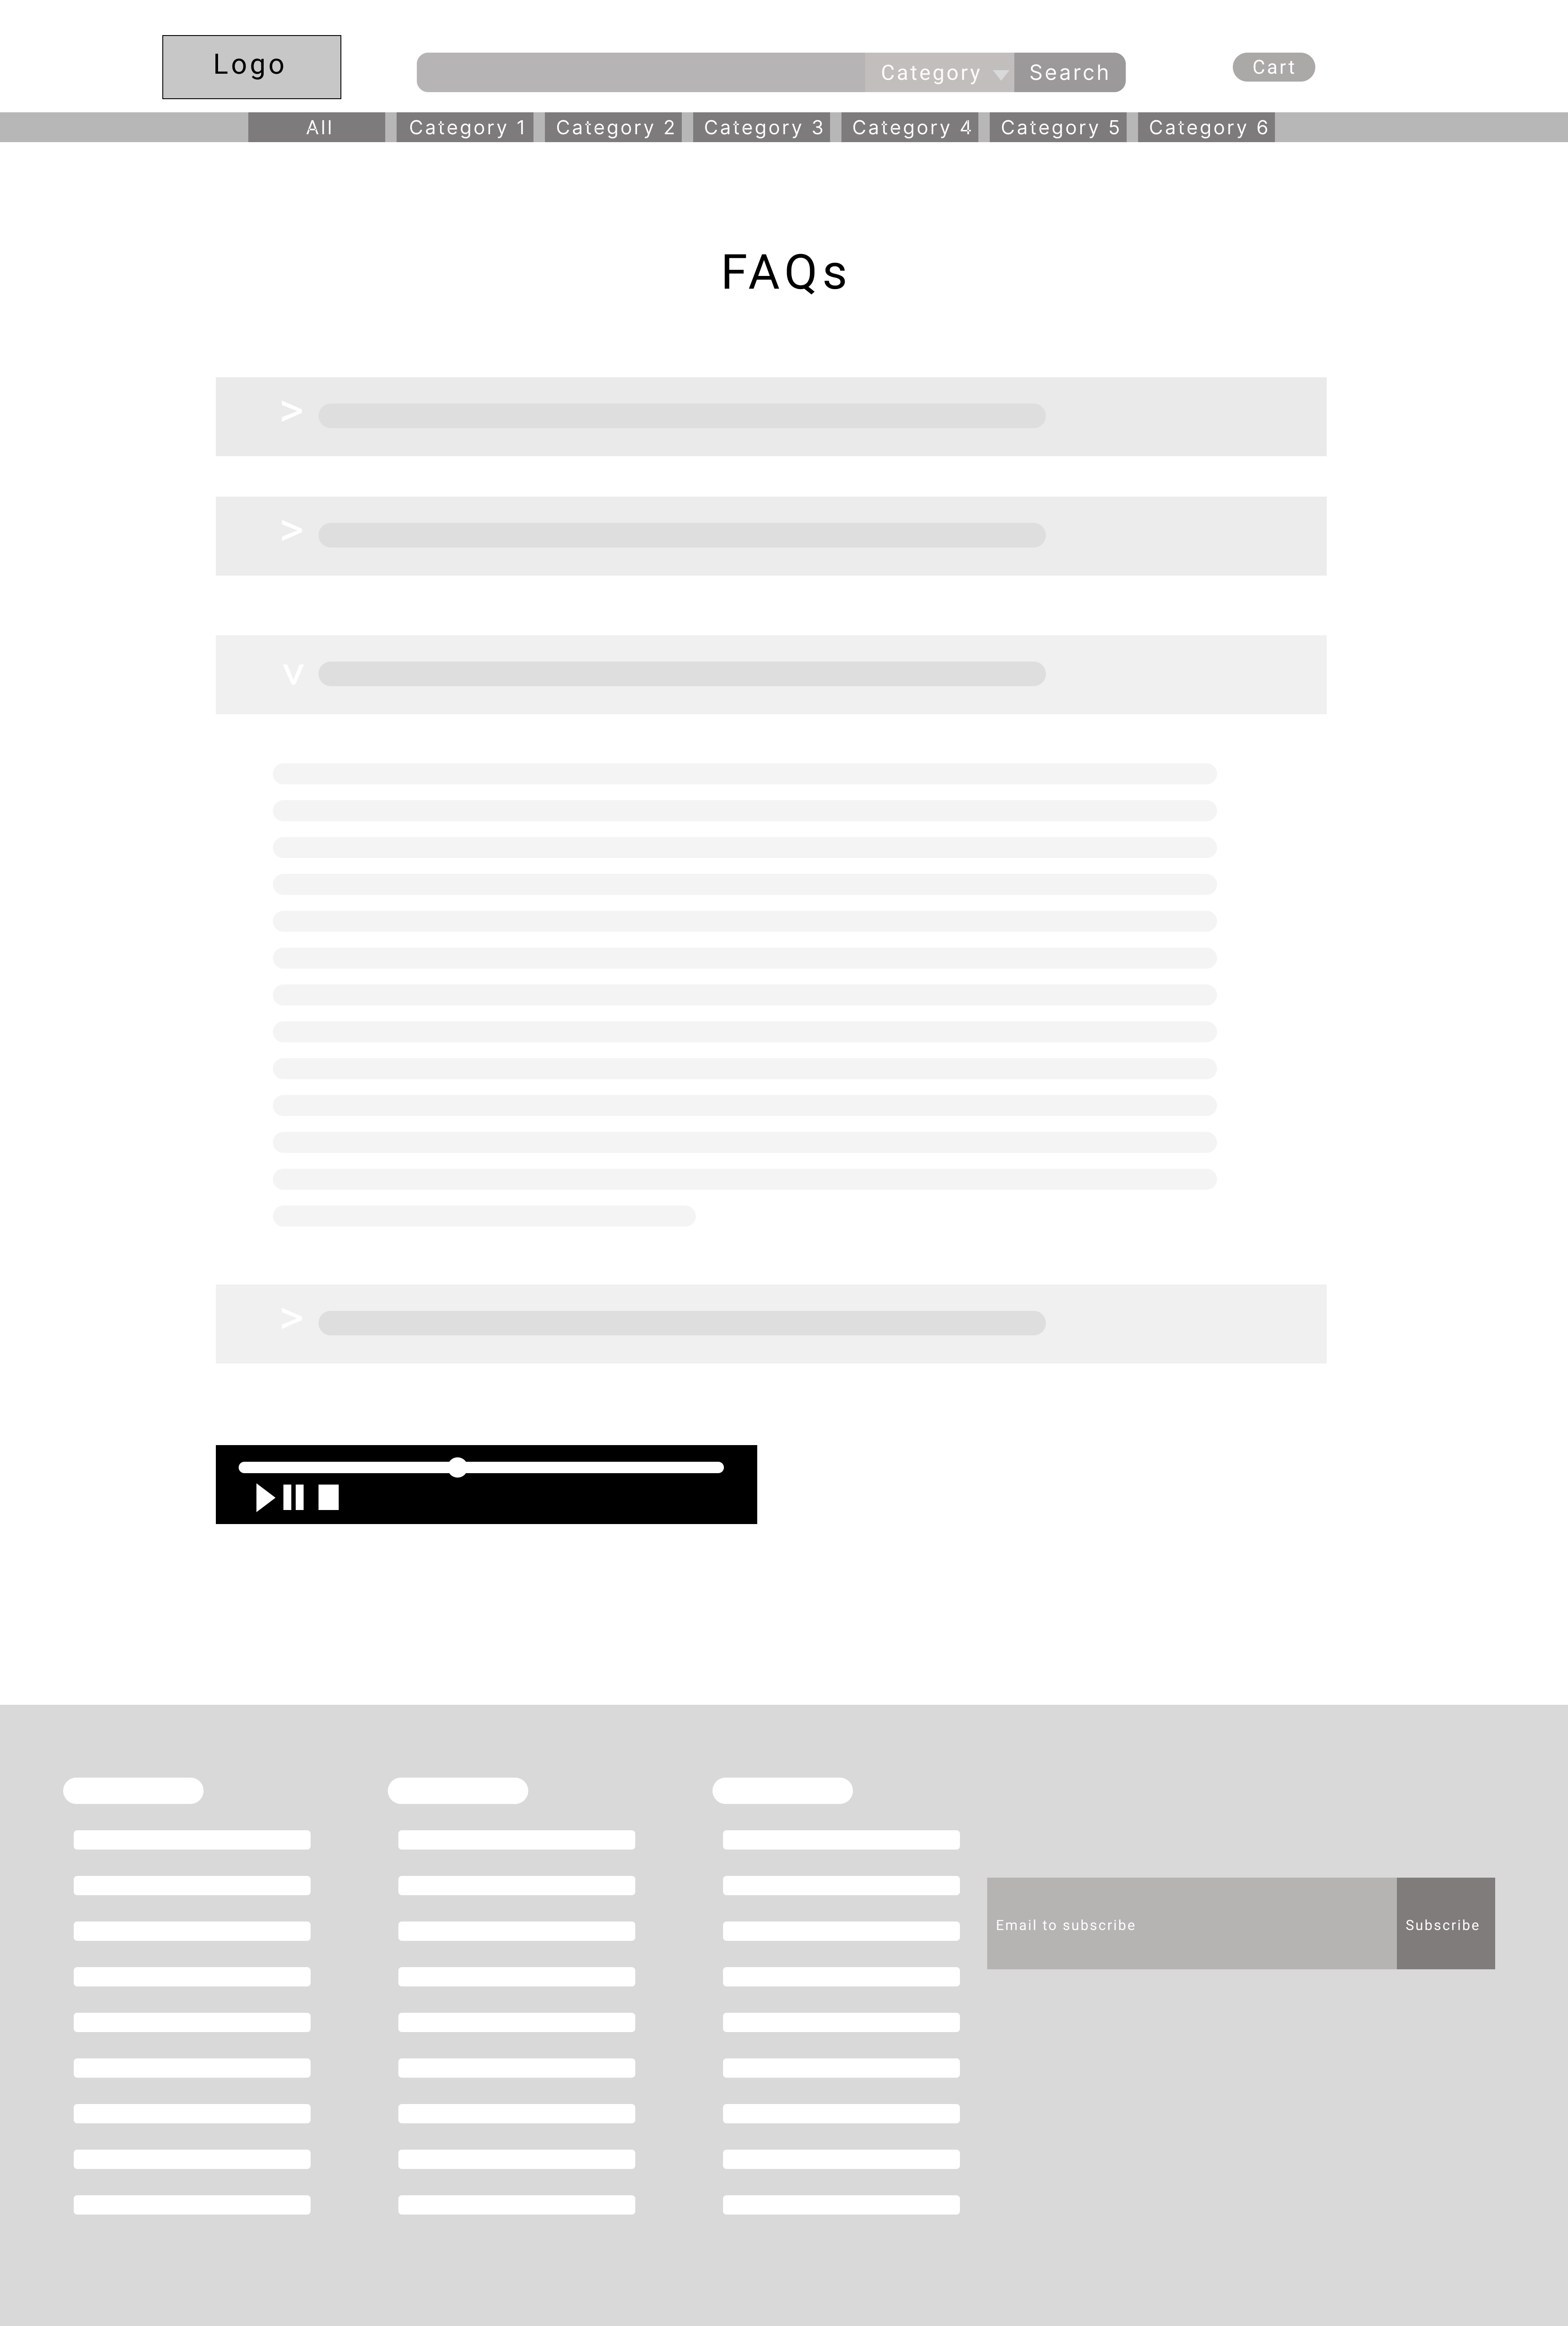 Logo
Category
Search
Cart
All
Category 1
Category 2
Category 3
Category 4
Category 5
Category 6
FAQs
>
>
v
>
Email to subscribe
Subscribe